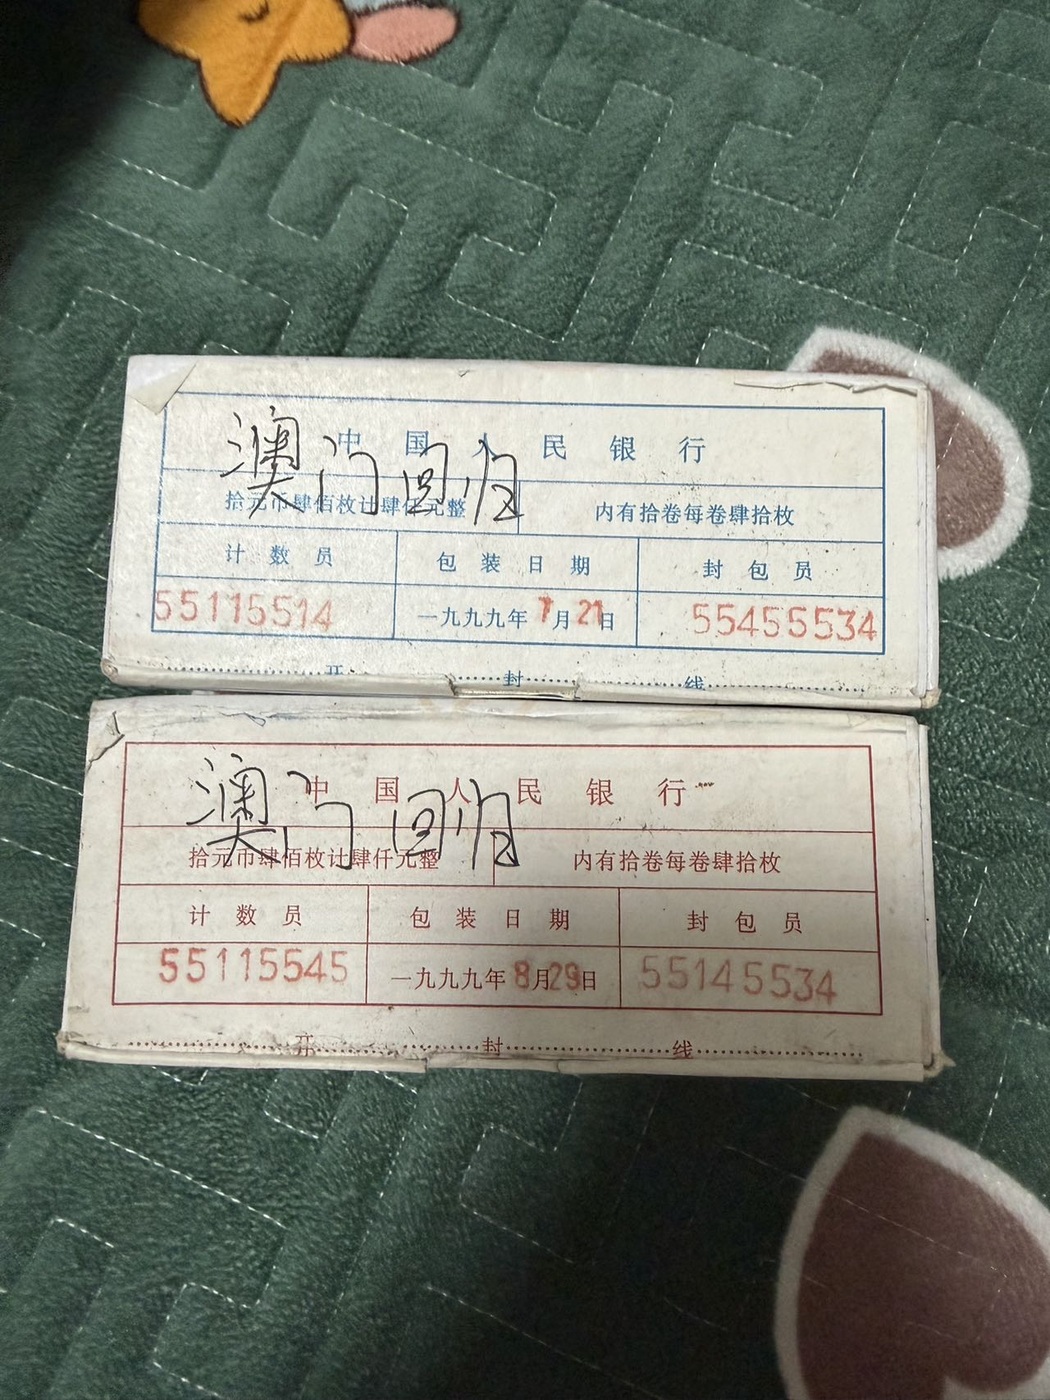 中国人民银行
澳门回归
拾元币肆佰枚计肆仟元整 内有拾卷每卷肆拾枚
计数员 包装日期 封包员
55115514 一九九九年7月21日 55455534
开封线
中国人民银行
澳门回归
拾元币肆佰枚计肆仟元整 内有拾卷每卷肆拾枚
计数员 包装日期 封包员
55115545 一九九九年8月29日 55145534
开封线